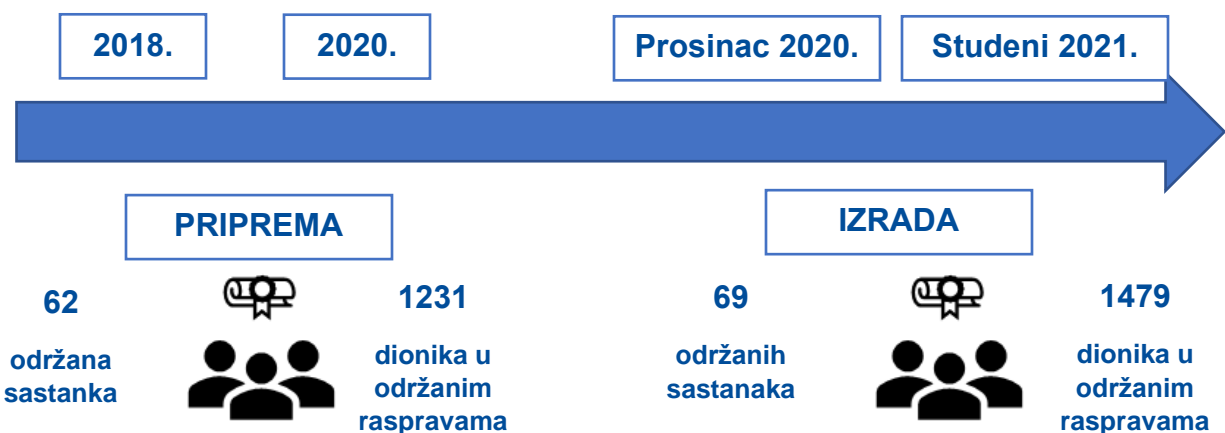 2018.
2020.
Prosinac 2020.
Studeni 2021.
PRIPREMA
IZRADA
62
održana
sastanka
1231
dionika u
održanim
raspravama
69
održanih
sastanaka
1479
dionika u
održanim
raspravama